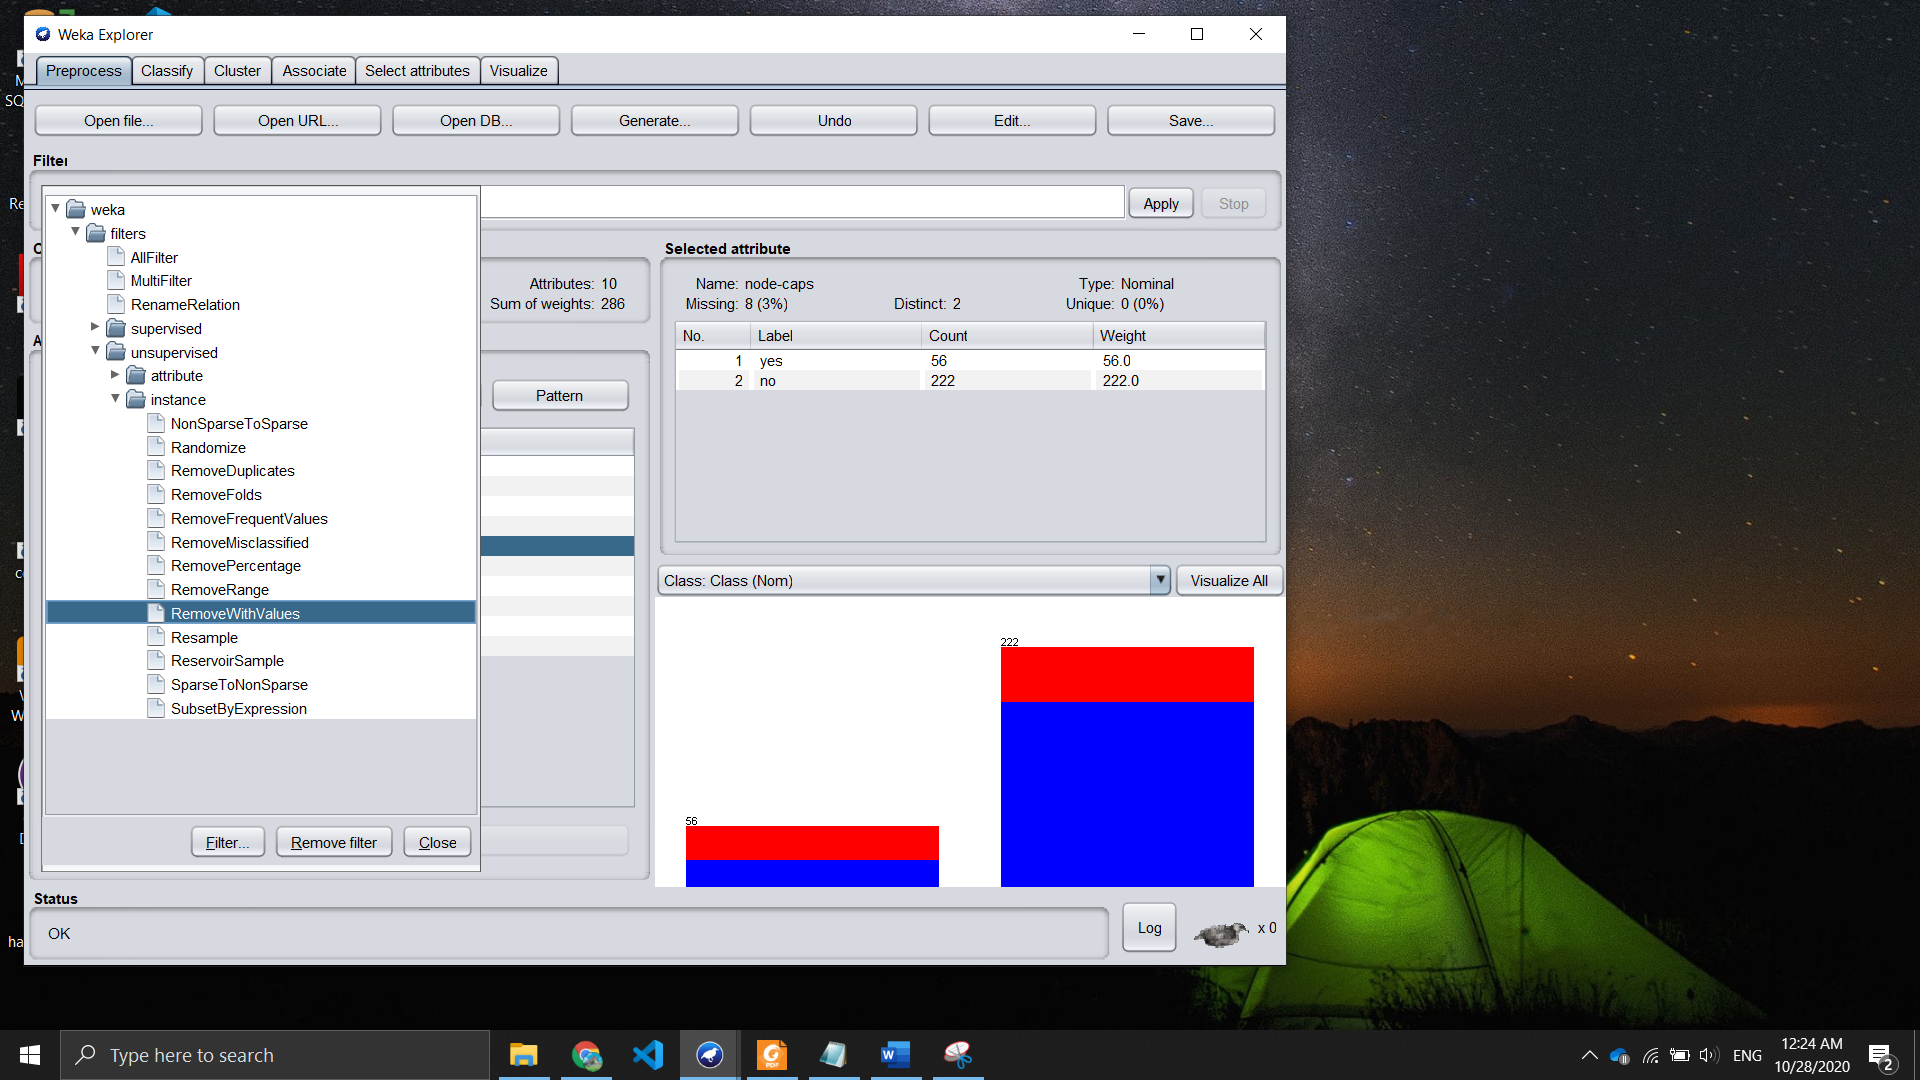 Weka Explorer
Preprocess Classify Cluster Associate Select attributes Visualize
Open file... Open URL... Open DB... Generate... Undo Edit... Save...
Filter
Apply Stop
weka
filters
AllFilter
MultiFilter
RenameRelation
supervised
unsupervised
attribute
instance
NonSparseToSparse
Randomize
RemoveDuplicates
RemoveFolds
RemoveFrequentValues
RemoveMisclassified
RemovePercentage
RemoveRange
RemoveWithValues
Resample
ReservoirSample
SparseToNonSparse
SubsetByExpression
Filter... Remove filter Close
Attributes: 10
Sum of weights: 286
Pattern
Selected attribute
Name: node-caps Type: Nominal
Missing: 8 (3%) Distinct: 2 Unique: 0 (0%)
No. Label Count Weight
1 yes 56 56.0
2 no 222 222.0
Class: Class (Nom) Visualize All
222
56
Status
OK
Log
x 0
Type here to search
PDF
W
ENG
12:24 AM
10/28/2020
2